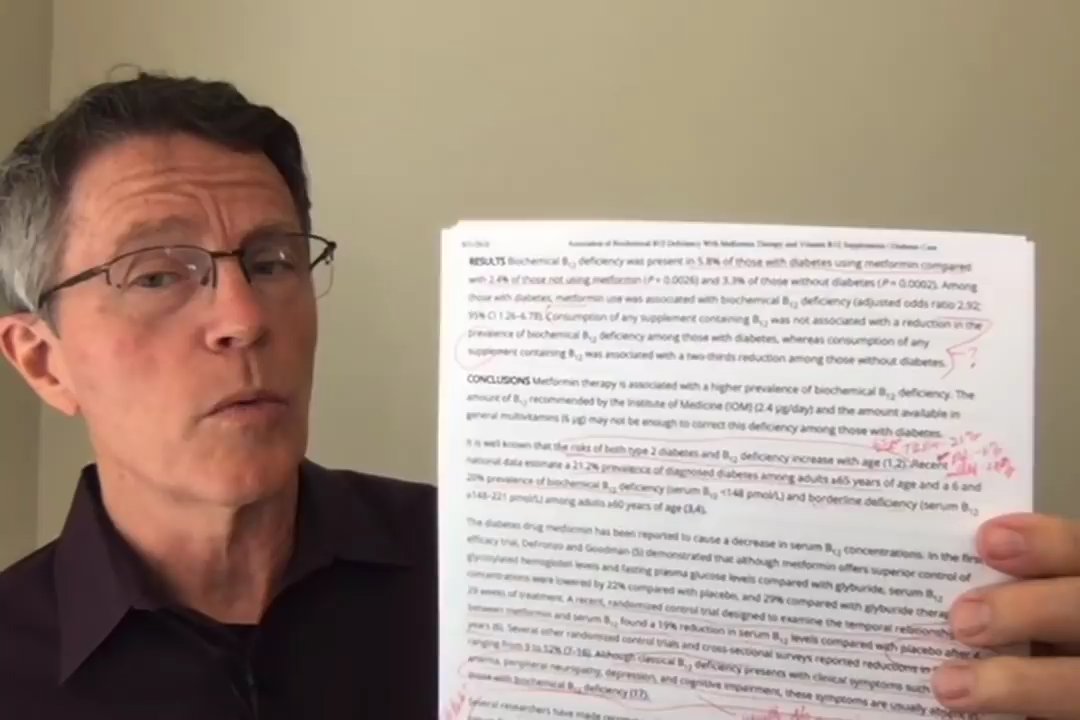 Association of Biochemical B12 Deficiency With Metformin Therapy and Vitamin B12 Supplements | Diabetes Care
RESULTS Biochemical B12 deficiency was present in 5.8% of those with diabetes using metformin compared
with 2.4% of those not using metformin (P = 0.0026) and 3.3% of those without diabetes (P = 0.0002). Among
those with diabetes, metformin use was associated with biochemical B12 deficiency (adjusted odds ratio 2.92;
95% CI 1.26–6.78). Consumption of any supplement containing B12 was not associated with a reduction in the
prevalence of biochemical B12 deficiency among those with diabetes, whereas consumption of any
supplement containing B12 was associated with a two-thirds reduction among those without diabetes.
?
CONCLUSIONS Metformin therapy is associated with a higher prevalence of biochemical B12 deficiency. The
amount of B12 recommended by the Institute of Medicine (IOM) (2.4 μg/day) and the amount available in
general multivitamins (6 μg) may not be enough to correct this deficiency among those with diabetes.
It is well known that the risks of both type 2 diabetes and B12 deficiency increase with age (1,2). Recent
national data estimate a 21.2% prevalence of diagnosed diabetes among adults ≥65 years of age and a 6 and
20% prevalence of biochemical B12 deficiency (serum B12 <148 pmol/L) and borderline deficiency (serum B12
≥148–221 pmol/L) among adults ≥60 years of age (3,4).
The diabetes drug metformin has been reported to cause a decrease in serum B12 concentrations. In the first
efficacy trial, DeFronzo and Goodman (5) demonstrated that although metformin offers superior control of
glycosylated hemoglobin levels and fasting plasma glucose levels compared with glyburide, serum B12
concentrations were lowered by 22% compared with placebo, and 29% compared with glyburide
29 weeks of treatment. A recent, randomized control trial designed to examine the temporal
between metformin and serum B12 found a 19% reduction in serum B12 levels compared with placebo after 4
years (6). Several other randomized control trials and cross-sectional surveys reported reductions in
ranging from 9 to 52% (7–16). Although classical B12 deficiency presents with clinical symptoms such
anemia, peripheral neuropathy, depression, and cognitive impairment, these symptoms are usually
those with biochemical B12 deficiency (17).
Several researchers have made